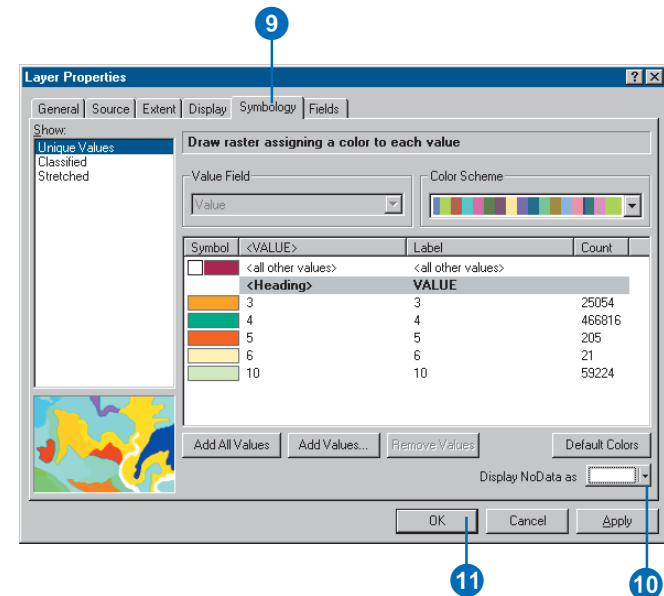 9
Layer Properties
General Source Extent Display Symbology Fields
Show:
Unique Values
Classified
Stretched
Draw raster assigning a color to each value
Value Field
Value
Color Scheme
Symbol <VALUE> Label Count
<all other values> <all other values>
<Heading> VALUE
3 3 25054
4 4 466816
5 5 205
6 6 21
10 10 59224
Add All Values Add Values... Remove Values Default Colors
Display NoData as
OK Cancel Apply
11 10